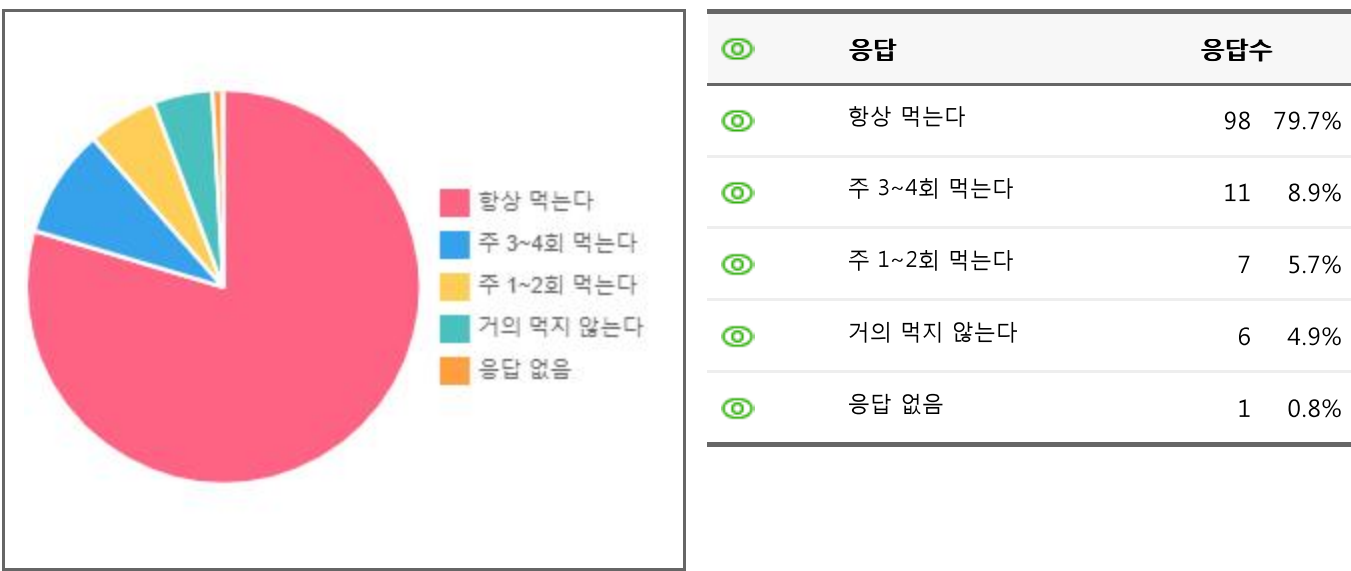 항상 먹는다
주 3~4회 먹는다
주 1~2회 먹는다
거의 먹지 않는다
응답 없음
응답 응답수
항상 먹는다 98 79.7%
주 3~4회 먹는다 11 8.9%
주 1~2회 먹는다 7 5.7%
거의 먹지 않는다 6 4.9%
응답 없음 1 0.8%